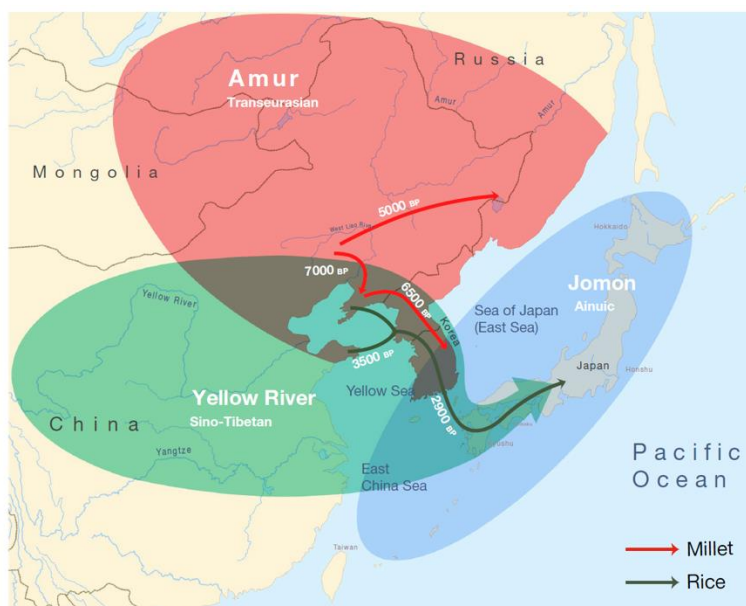 Russia
Amur
Transeurasian
Amur
Amur
Mongolia
5000 BP
West Liao River
Hokkaido
7000 BP
Jomon
Ainuic
Yellow River
6500 BP
Sea of Japan
(East Sea)
Korea
Japan
Honshu
3500 BP
Yellow Sea
Yellow River
Sino-Tibetan
China
2900 BP
Yangtze
East
China Sea
Pacific
Ocean
Taiwan
Millet
Rice